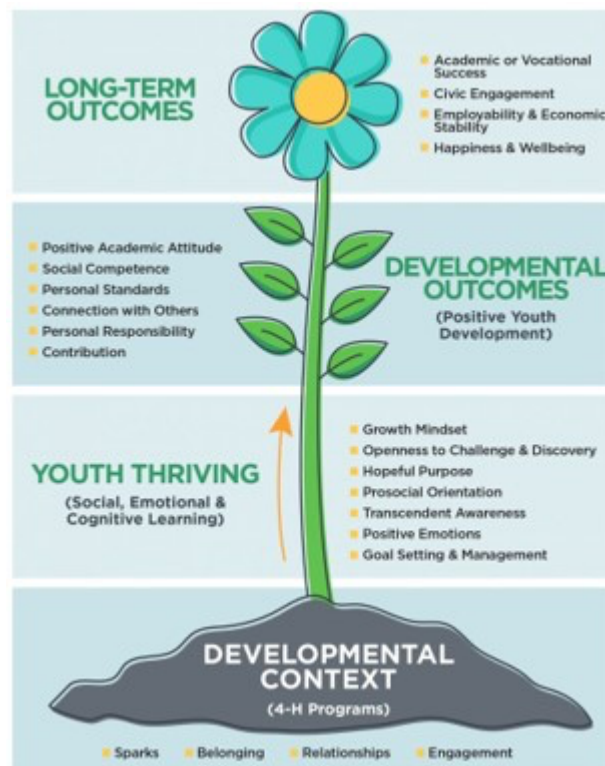 LONG-TERM
OUTCOMES
Academic or Vocational
Success
Civic Engagement
Employability & Economic
Stability
Happiness & Wellbeing
Positive Academic Attitude
Social Competence
Personal Standards
Connection with Others
Personal Responsibility
Contribution
DEVELOPMENTAL
OUTCOMES
(Positive Youth
Development)
YOUTH THRIVING
(Social, Emotional &
Cognitive Learning)
Growth Mindset
Openness to Challenge & Discovery
Hopeful Purpose
Prosocial Orientation
Transcendent Awareness
Positive Emotions
Goal Setting & Management
DEVELOPMENTAL
CONTEXT
(4-H Programs)
Sparks Belonging Relationships Engagement